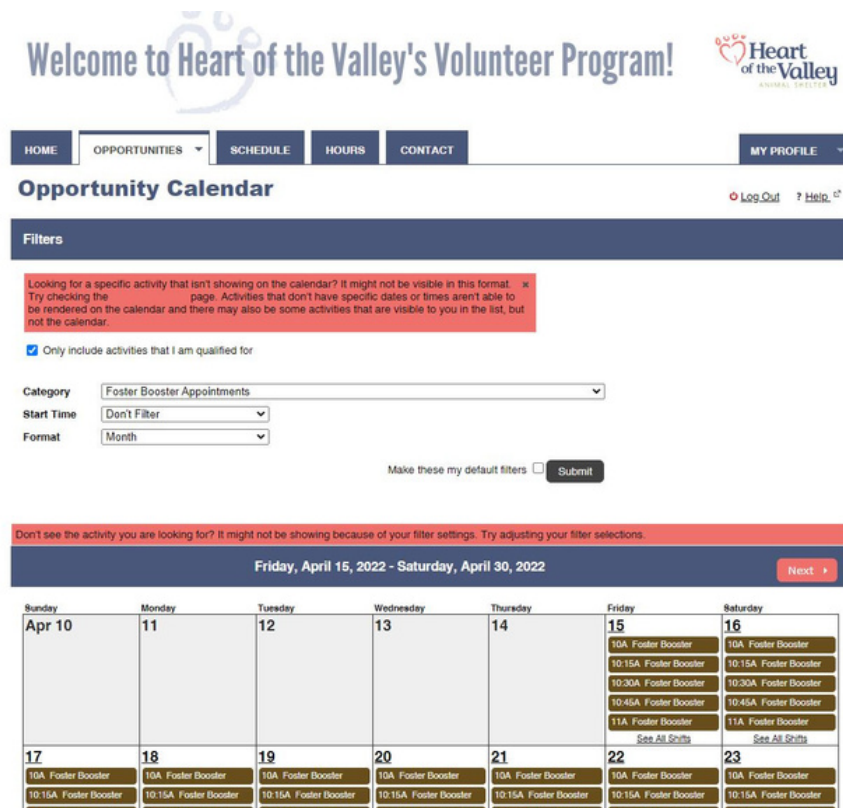 Welcome to Heart of the Valley's Volunteer Program!
Heart
of the Valley
ANIMAL SHELTER
HOME OPPORTUNITIES SCHEDULE HOURS CONTACT MY PROFILE
Opportunity Calendar
Log Out ? Help
Filters
Looking for a specific activity that isn't showing on the calendar? It might not be visible in this format. x
Try checking the page. Activities that don't have specific dates or times aren't able to
be rendered on the calendar and there may also be some activities that are visible to you in the list, but
not the calendar.
Only include activities that I am qualified for
Category Foster Booster Appointments
Start Time Don't Filter
Format Month
Make these my default filters Submit
Don't see the activity you are looking for? It might not be showing because of your filter settings. Try adjusting your filter selections.
Friday, April 15, 2022 - Saturday, April 30, 2022 Next
Sunday Monday Tuesday Wednesday Thursday Friday Saturday
Apr 10 11 12 13 14 15 16
10A Foster Booster 10A Foster Booster
10:15A Foster Booster 10:15A Foster Booster
10:30A Foster Booster 10:30A Foster Booster
10:45A Foster Booster 10:45A Foster Booster
11A Foster Booster 11A Foster Booster
See All Shifts See All Shifts
17 18 19 20 21 22 23
10A Foster Booster 10A Foster Booster 10A Foster Booster 10A Foster Booster 10A Foster Booster 10A Foster Booster 10A Foster Booster
10:15A Foster Booster 10:15A Foster Booster 10:15A Foster Booster 10:15A Foster Booster 10:15A Foster Booster 10:15A Foster Booster 10:15A Foster Booster